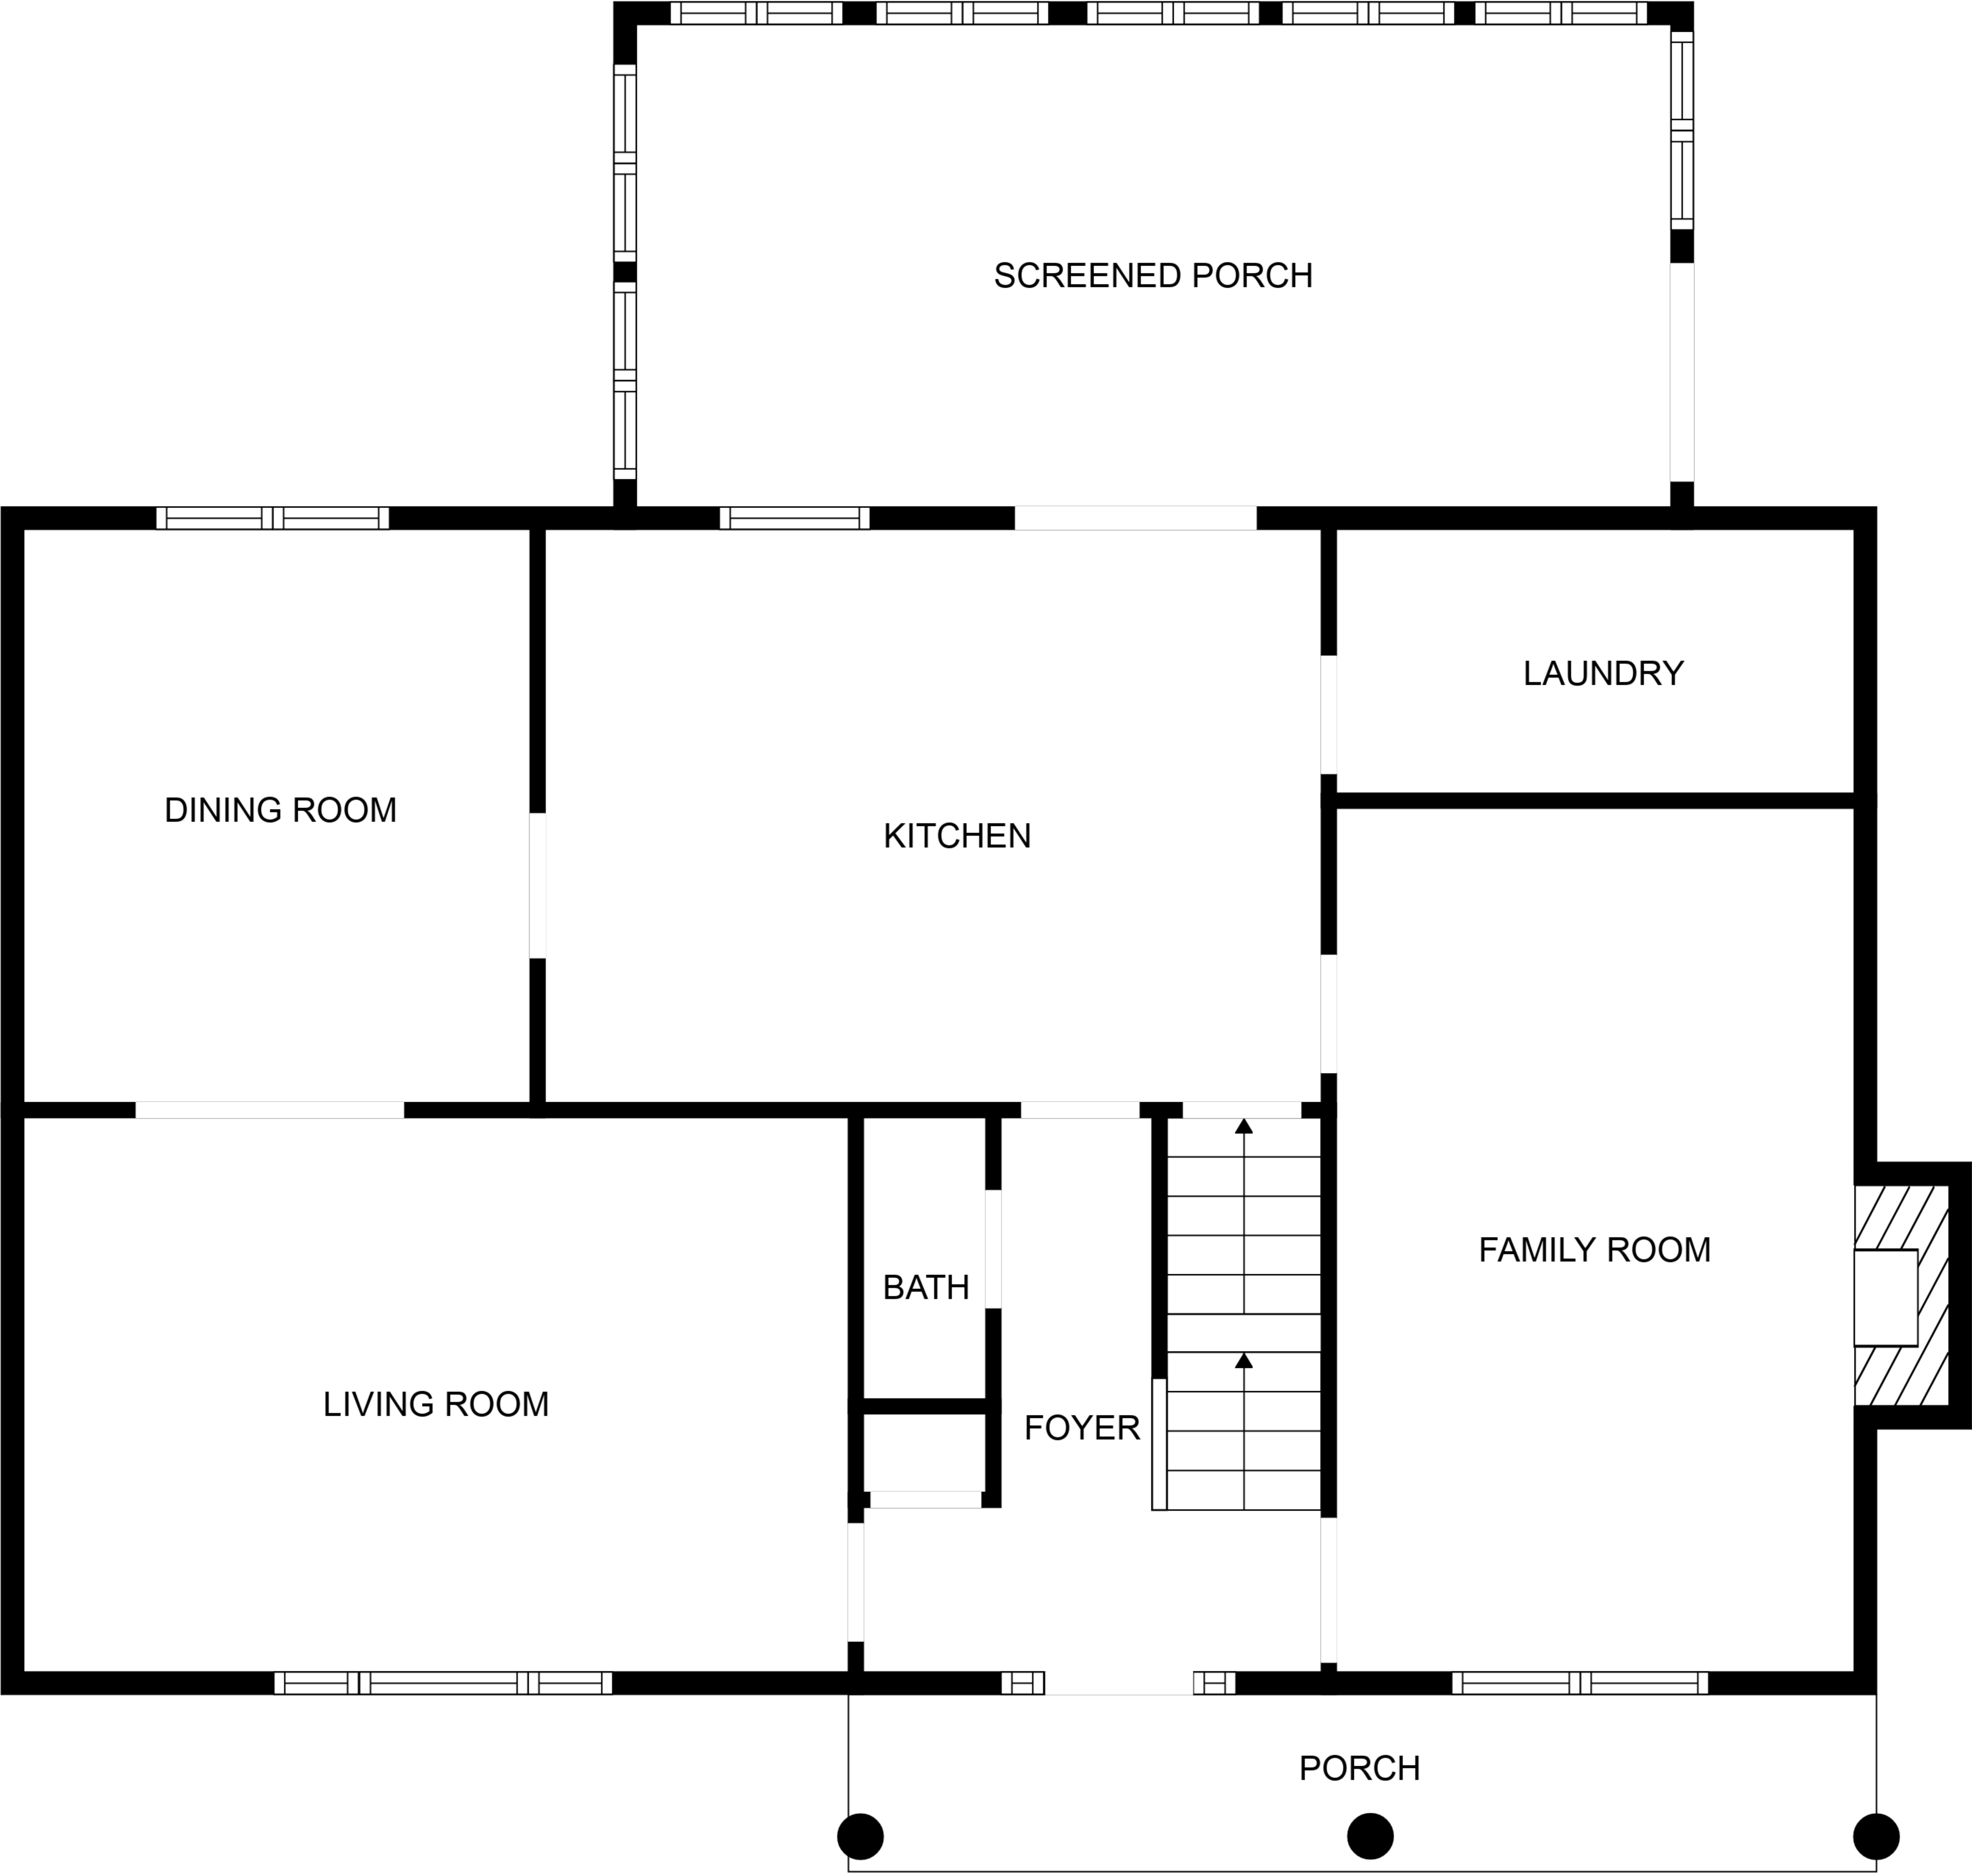 SCREENED PORCH
LAUNDRY
DINING ROOM
KITCHEN
FAMILY ROOM
BATH
LIVING ROOM
FOYER
PORCH